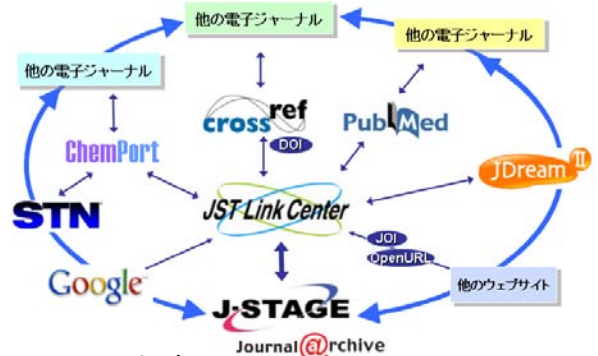 他の電子ジャーナル
他の電子ジャーナル
他の電子ジャーナル
cross ref
DOI
PubMed
ChemPort
JDream II
STN
JST Link Center
JOI
OpenURL
Google
他のウェブサイト
J-STAGE
Journal@rchive